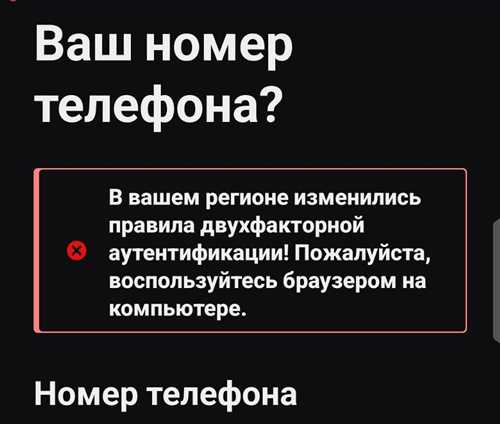 Ваш номер
телефона?
В вашем регионе изменились
правила двухфакторной
аутентификации! Пожалуйста,
воспользуйтесь браузером на
компьютере.
Номер телефона